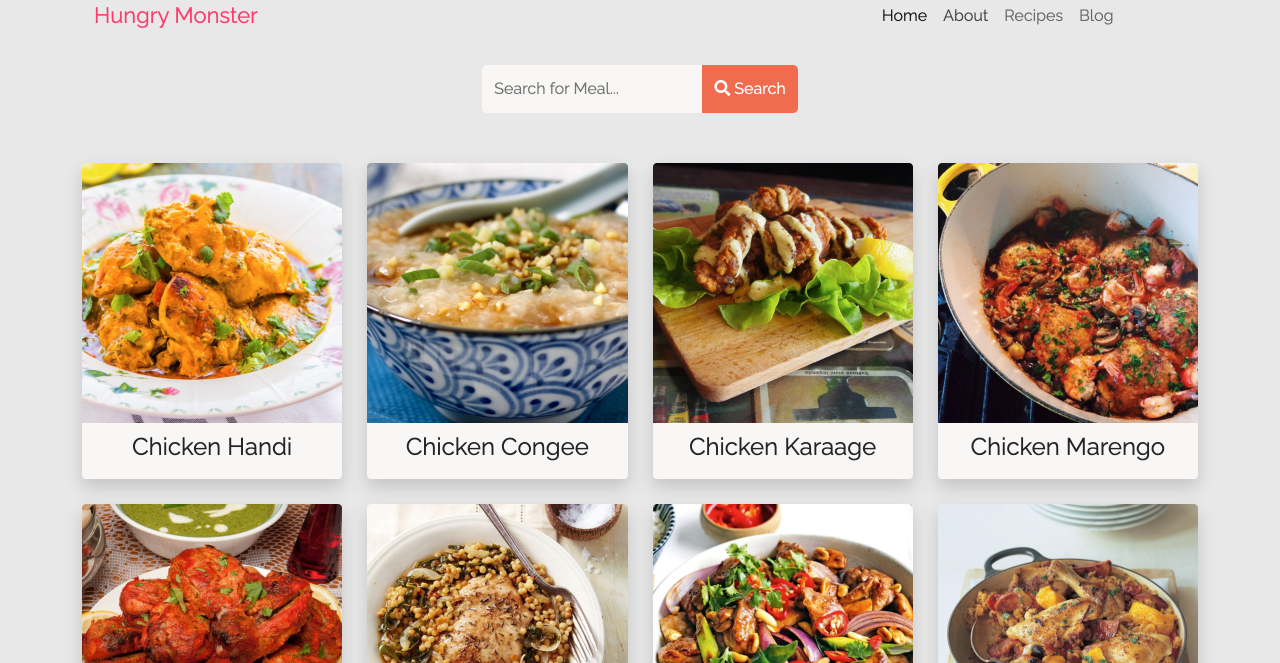 Hungry Monster
Home About Recipes Blog
Search for Meal...
Search
Chicken Handi
Chicken Congee
Chicken Karaage
Chicken Marengo